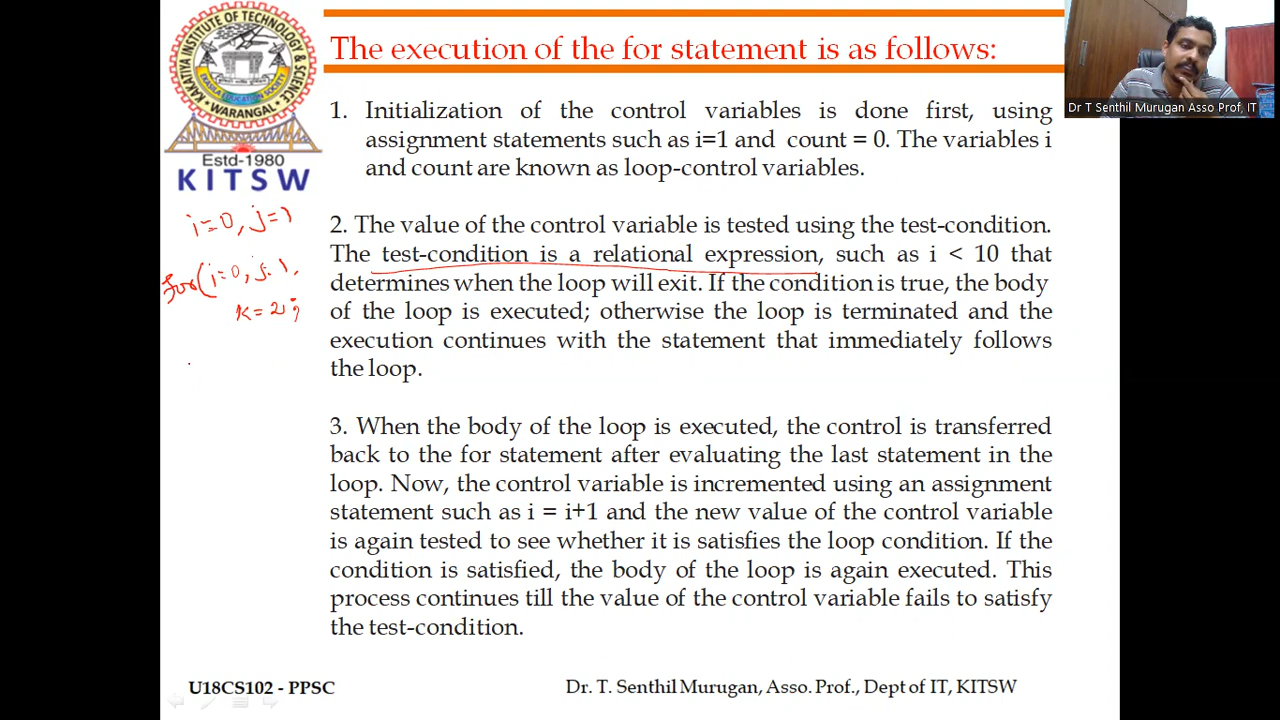 KAKATIYA INSTITUTE OF TECHNOLOGY & SCIENCE
WARANGAL
Estd-1980
KITSW
The execution of the for statement is as follows:
Dr T Senthil Murugan Asso Prof, IT
1. Initialization of the control variables is done first, using
assignment statements such as i=1 and count = 0. The variables i
and count are known as loop-control variables.
2. The value of the control variable is tested using the test-condition.
The test-condition is a relational expression, such as i < 10 that
determines when the loop will exit. If the condition is true, the body
of the loop is executed; otherwise the loop is terminated and the
execution continues with the statement that immediately follows
the loop.
3. When the body of the loop is executed, the control is transferred
back to the for statement after evaluating the last statement in the
loop. Now, the control variable is incremented using an assignment
statement such as i = i+1 and the new value of the control variable
is again tested to see whether it is satisfies the loop condition. If the
condition is satisfied, the body of the loop is again executed. This
process continues till the value of the control variable fails to satisfy
the test-condition.
i=0, j=1
for(i=0, j=1,
k=2;
U18CS102 - PPSC
Dr. T. Senthil Murugan, Asso. Prof., Dept of IT, KITSW